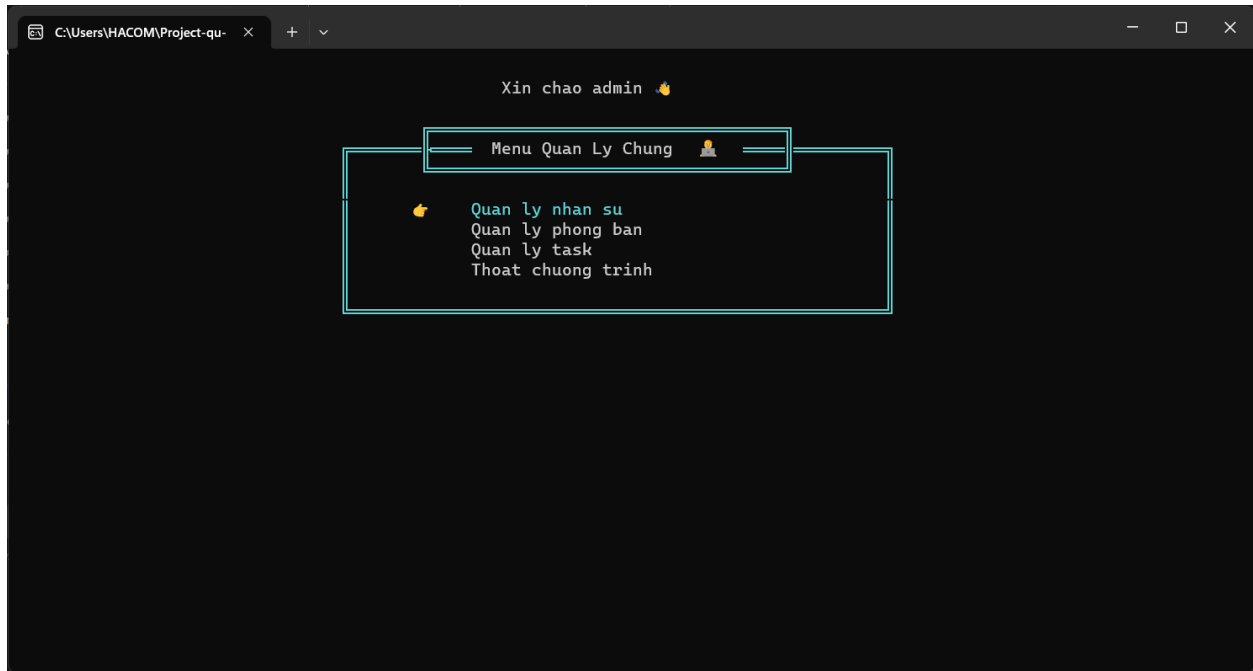 C:\Users\HACOM\Project-qu-
Xin chao admin 👋
Menu Quan Ly Chung
Quan ly nhan su
Quan ly phong ban
Quan ly task
Thoat chuong trinh